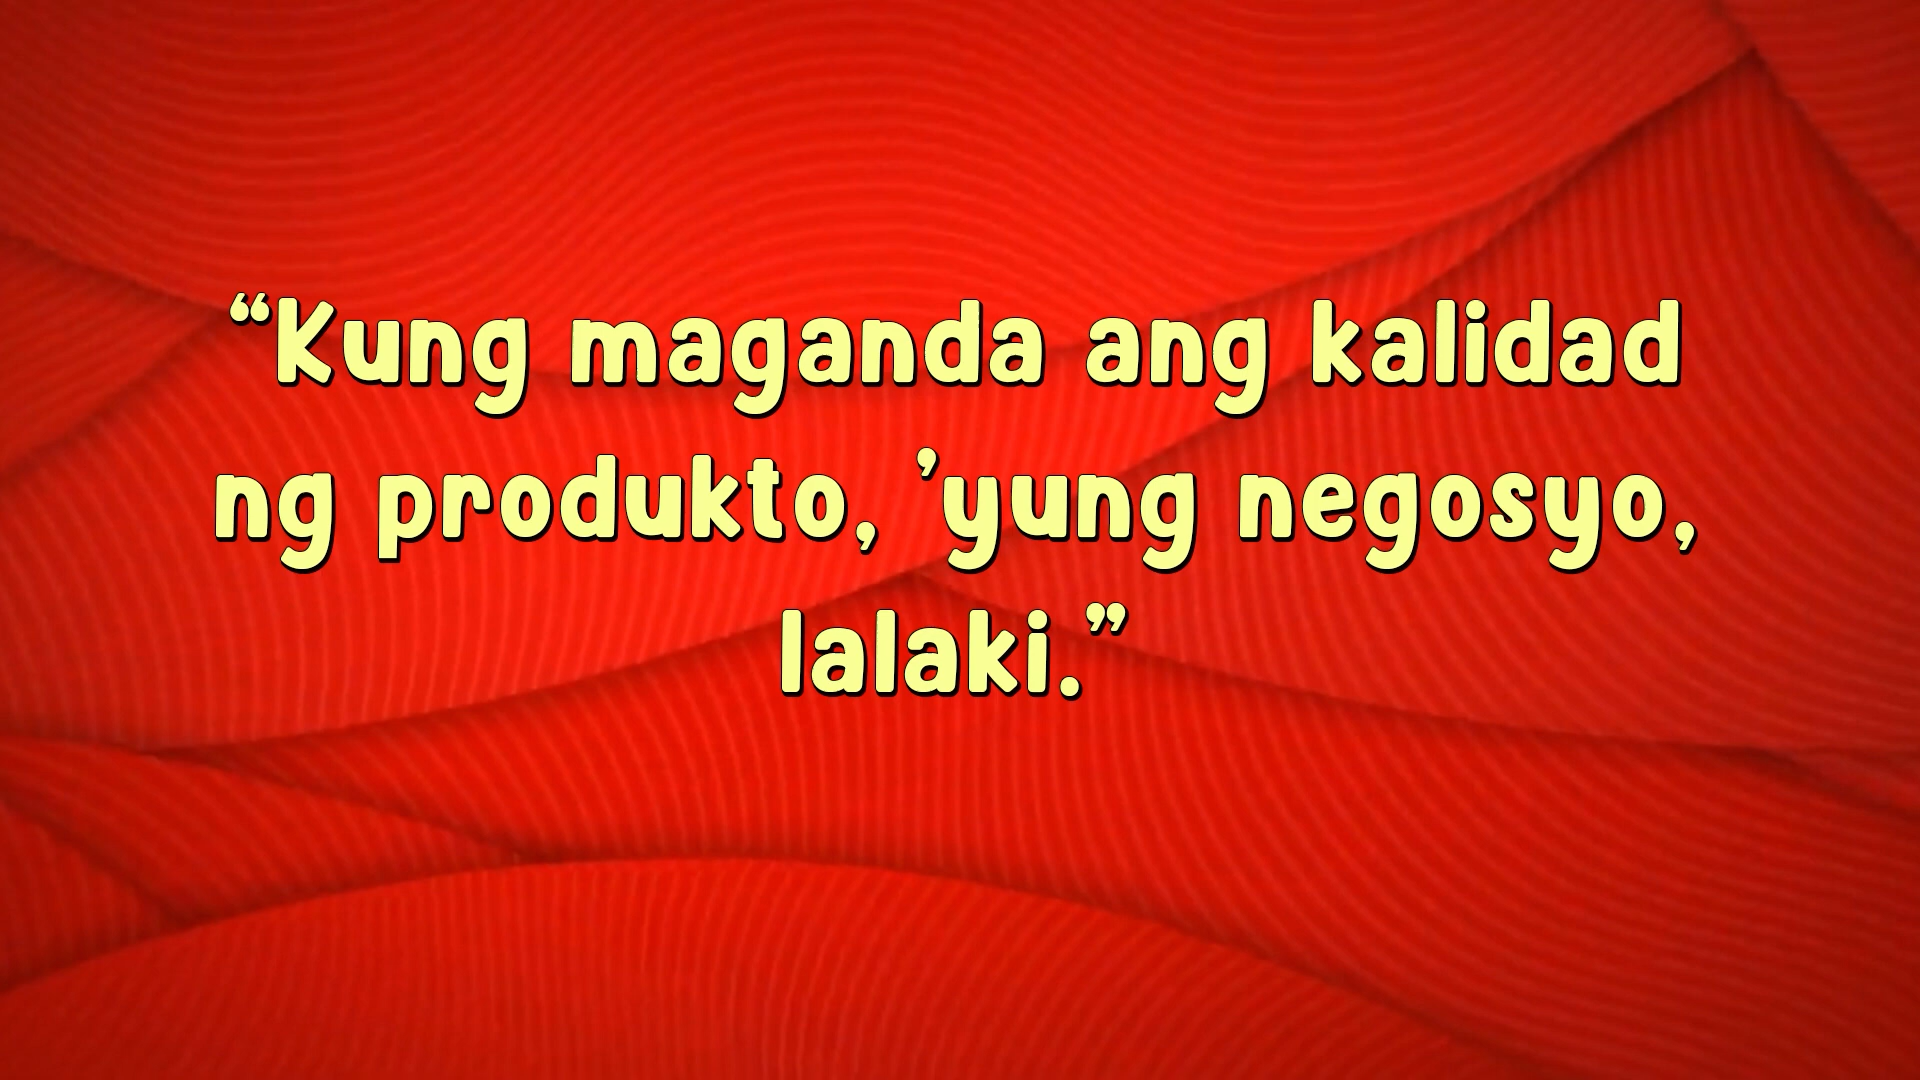 “Kung maganda ang kalidad
ng produkto, ’yung negosyo,
lalaki.”